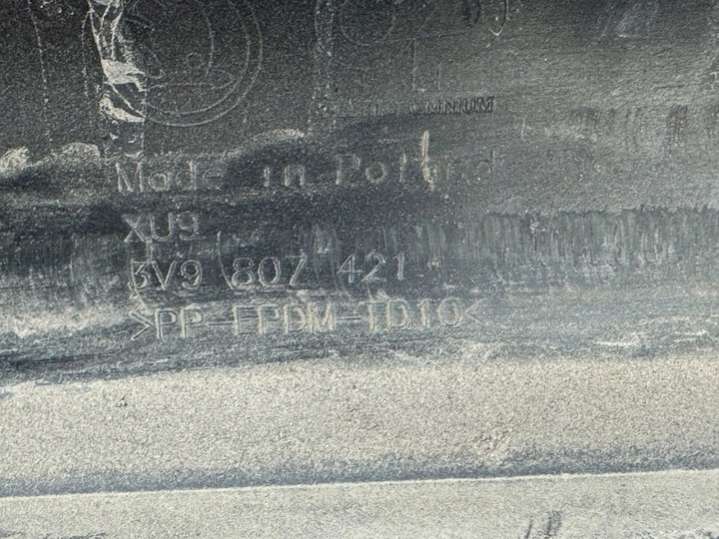 Made in Poland
XU9
3V9 807 421
>PP-EPDM-TD10<